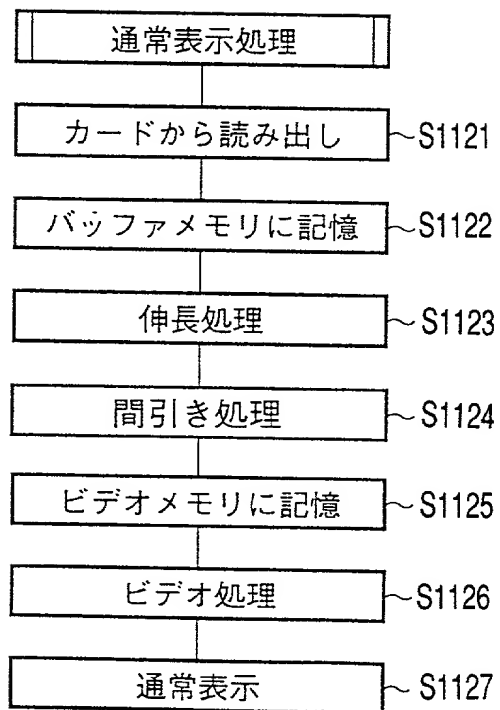 通常表示処理
カードから読み出し ~S1121
バッファメモリに記憶 ~S1122
伸長処理 ~S1123
間引き処理 ~S1124
ビデオメモリに記憶 ~S1125
ビデオ処理 ~S1126
通常表示 ~S1127